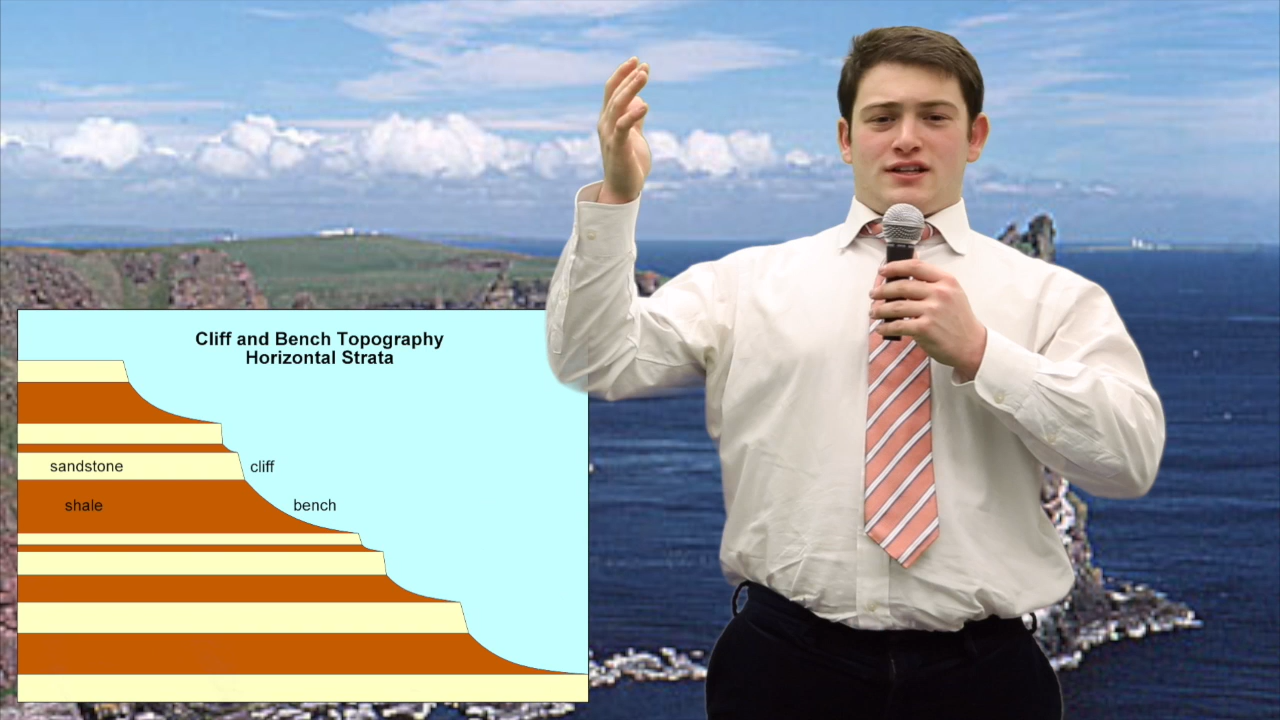 Cliff and Bench Topography
Horizontal Strata
sandstone
cliff
shale
bench